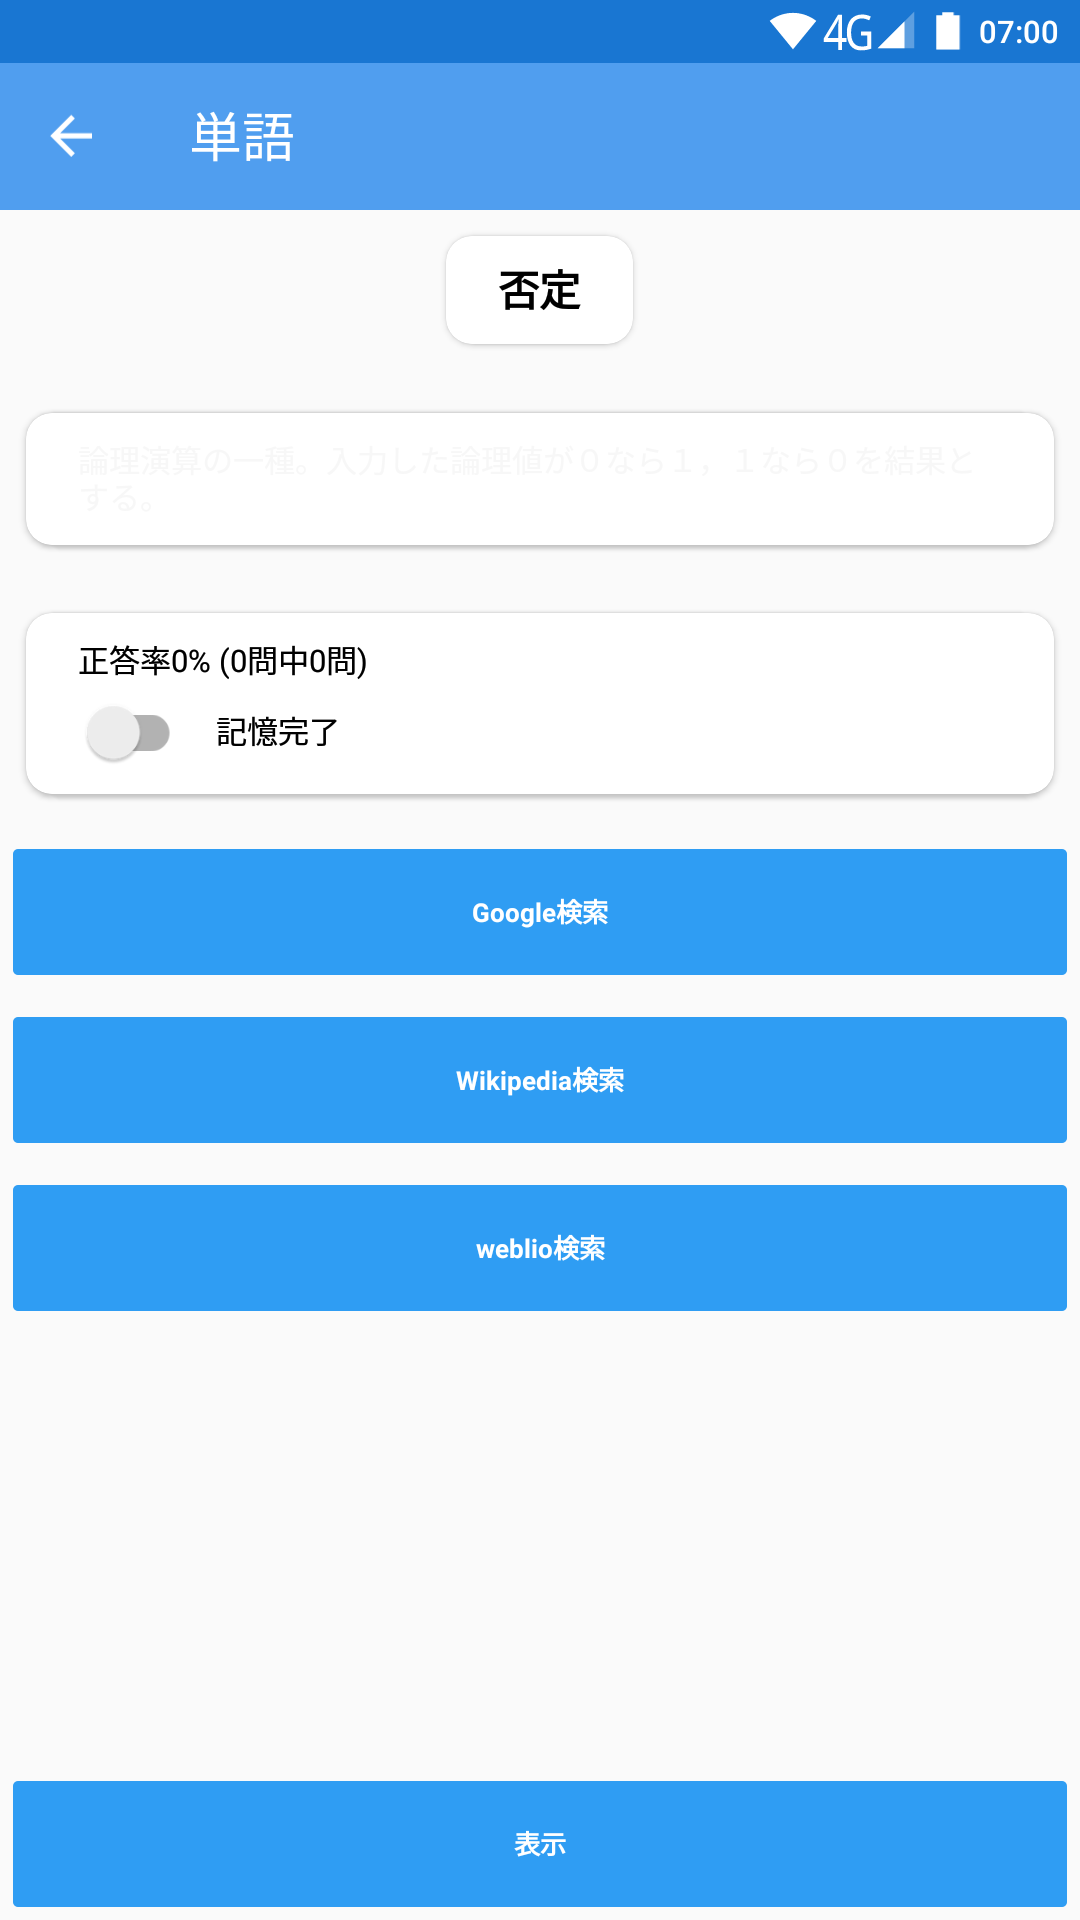 4G 07:00
単語
否定
論理演算の一種。入力した論理値が０なら１，１なら０を結果と
する。
正答率0% (0問中0問)
記憶完了
Google検索
Wikipedia検索
weblio検索
表示